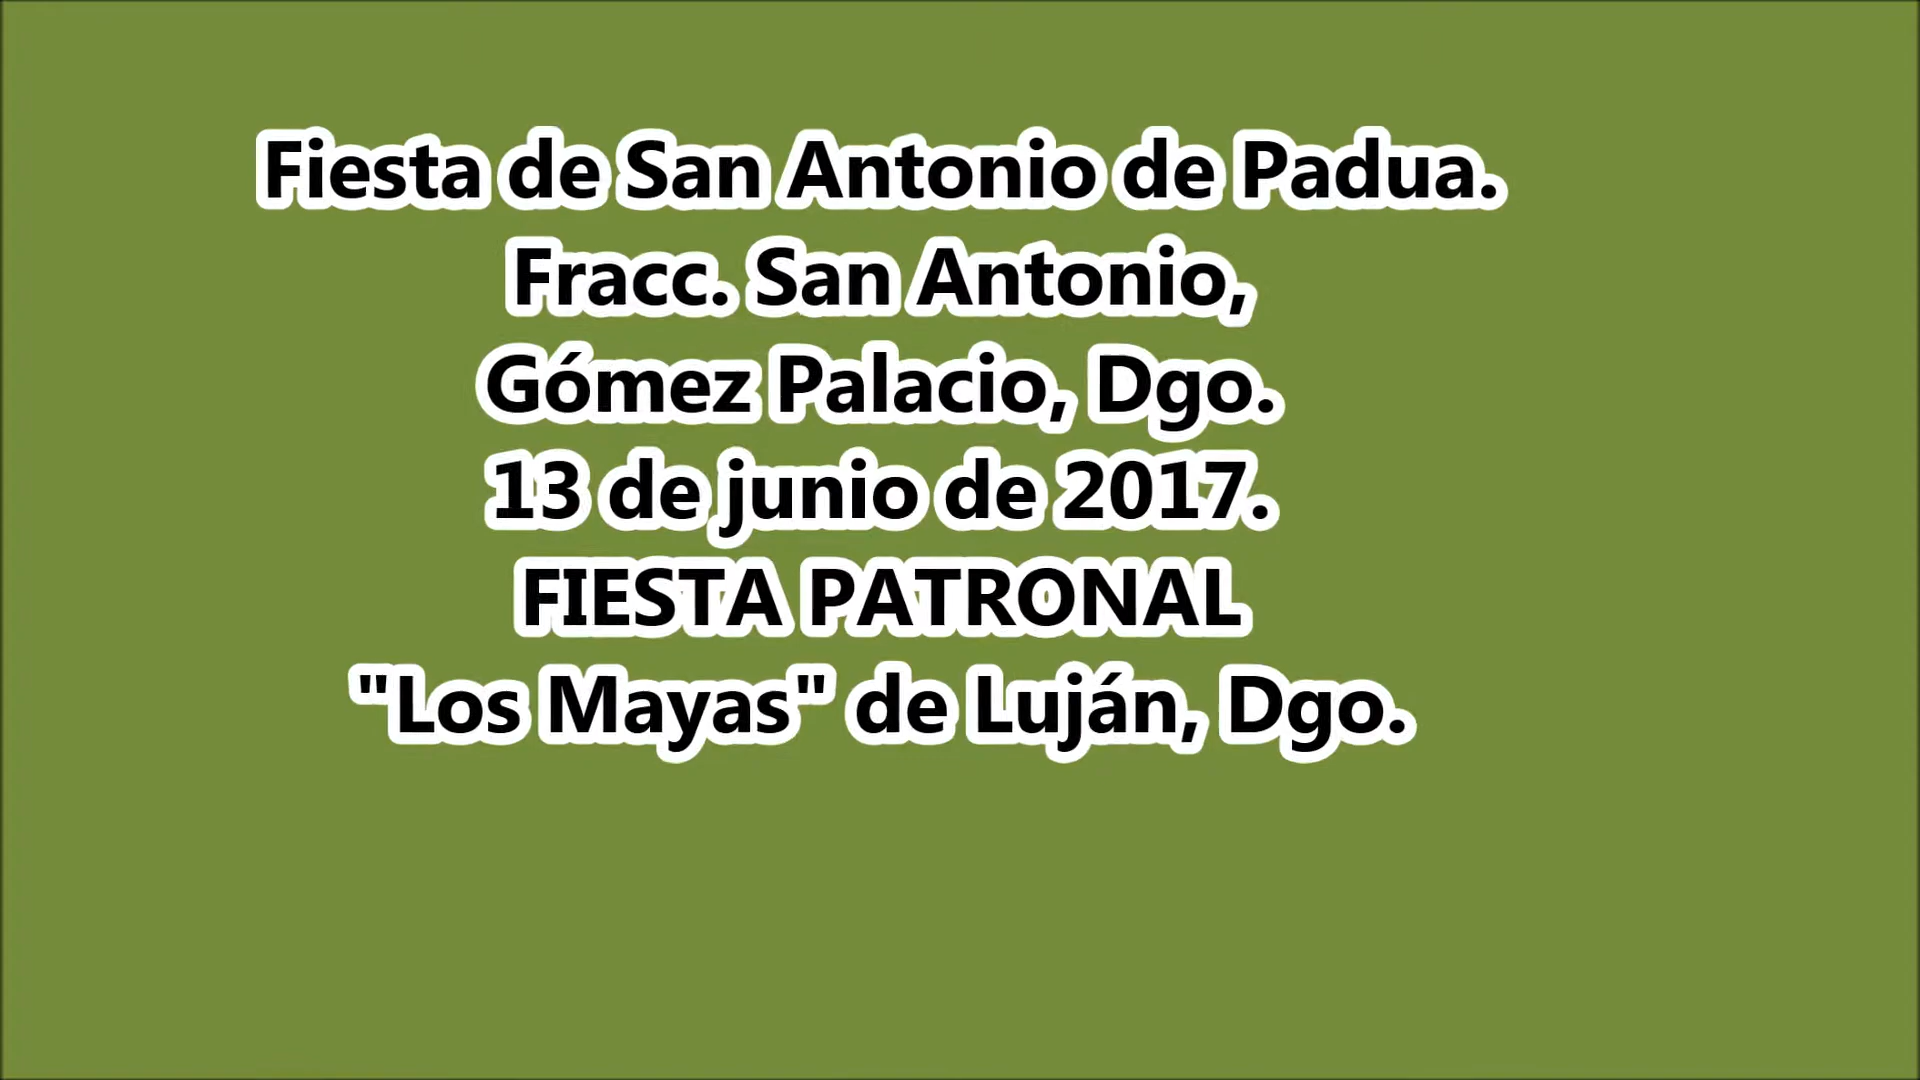 Fiesta de San Antonio de Padua.
Fracc. San Antonio,
Gómez Palacio, Dgo.
13 de junio de 2017.
FIESTA PATRONAL
"Los Mayas" de Luján, Dgo.